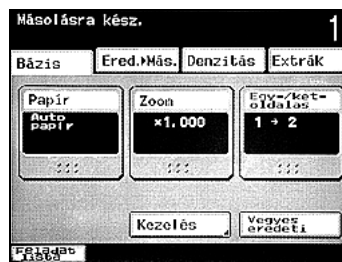 Másolásra kész.
1
Bázis
Ered.▸Más.
Denzitás
Extrák
Papír
Zoom
Egy-/két-
oldalas
Auto
papír
×1.000
1 → 2
Kezelés
Vegyes
eredeti
Feladat
lista